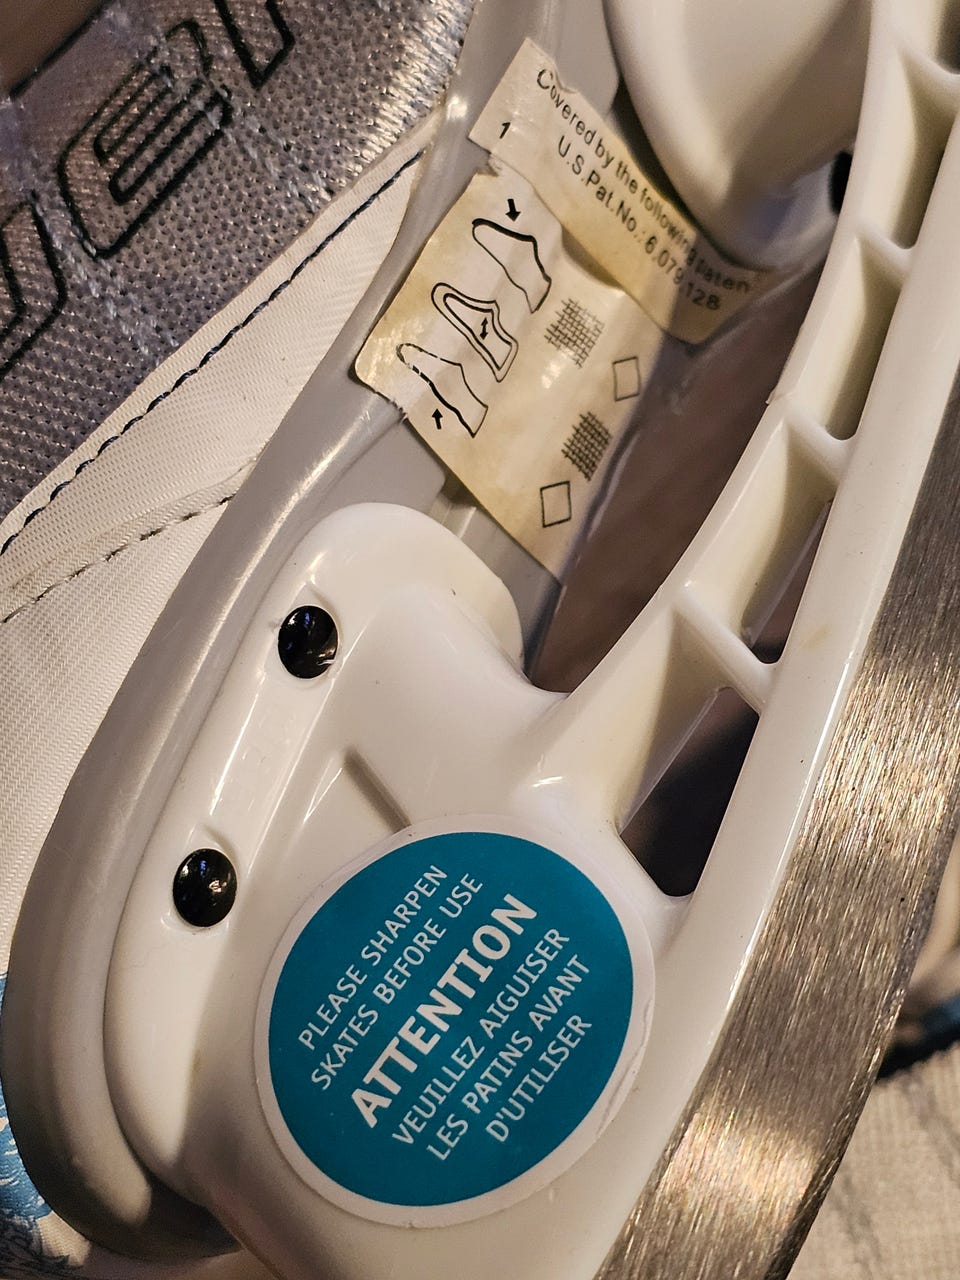 Covered by the following
U.S.Pat.No.: 6,079,128
1
PLEASE SHARPEN
SKATES BEFORE USE
ATTENTION
VEUILLEZ AIGUISER
LES PATINS AVANT
D'UTILISER